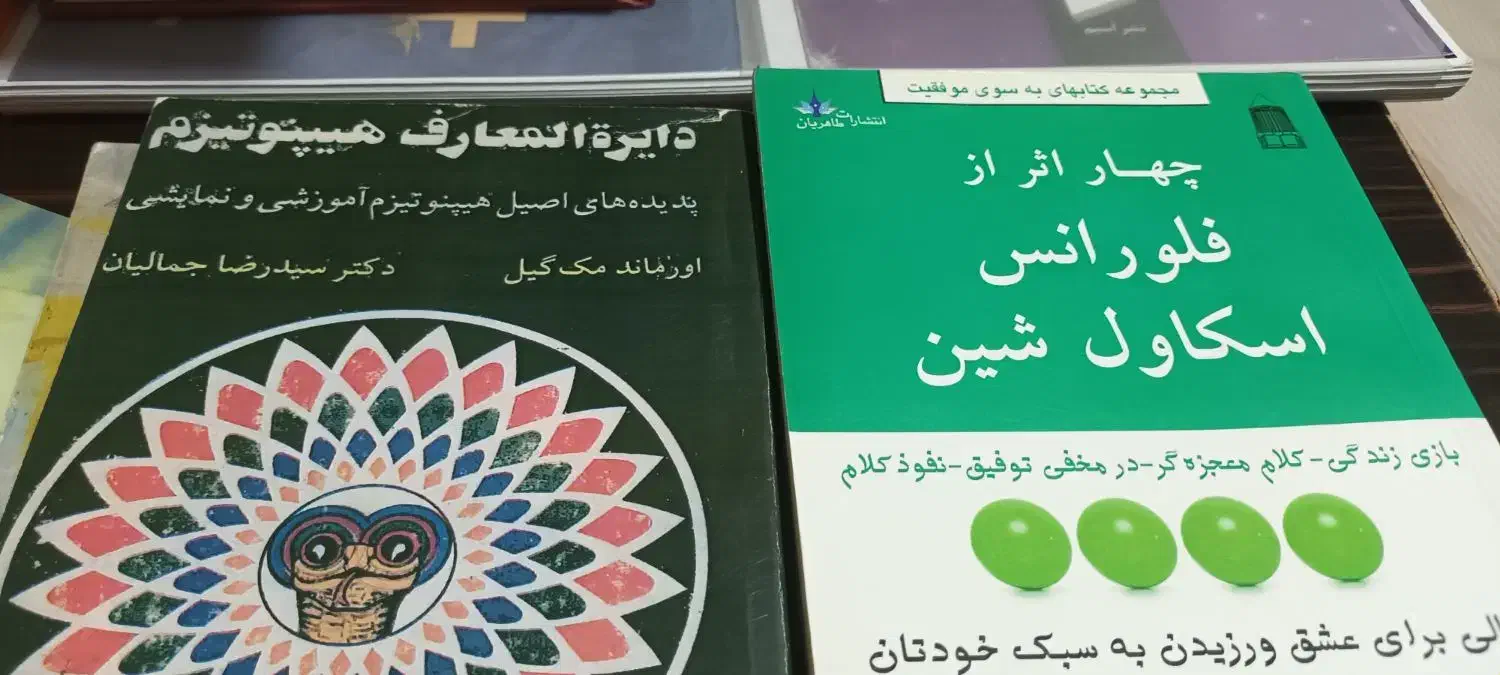 دایرةالمعارف هیپنوتیزم
پدیده‌های اصیل هیپنوتیزم آموزشی و نمایشی
اورماند مک گیل
دکتر سیدرضا جمالیان
مجموعه کتابهای به سوی موفقیت
انتشارات طاهریان
چهار اثر از
فلورانس
اسکاول شین
بازی زندگی-کلام معجزه گر-در مخفی توفیق-نفوذ کلام
برای عشق ورزیدن به سبک خودتان